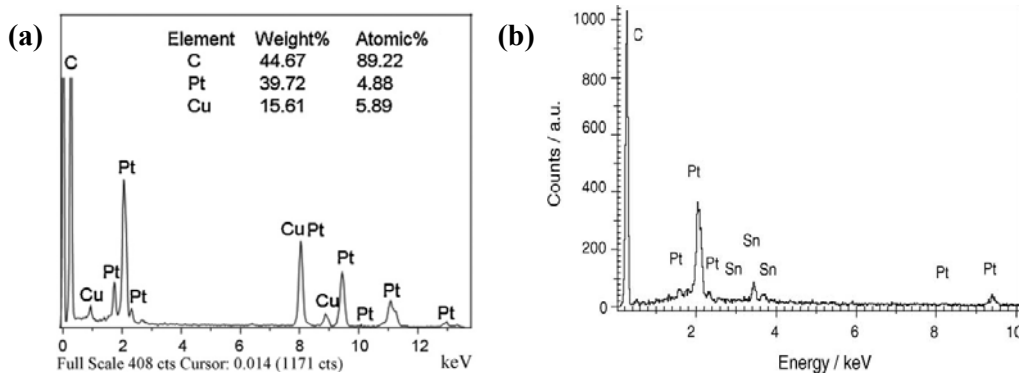 (a)
Element Weight% Atomic%
C 44.67 89.22
Pt 39.72 4.88
Cu 15.61 5.89
C
Pt
Cu
Pt
Pt
Cu Pt
Cu
Pt
Pt
Pt
Pt
0 2 4 6 8 10 12
Full Scale 408 cts Cursor: 0.014 (1171 cts) keV
(b)
1000
800
600
400
200
0
Counts / a.u.
C
Pt
Pt
Pt
Sn
Sn
Sn
Pt
Pt
2 4 6 8 10
Energy / keV